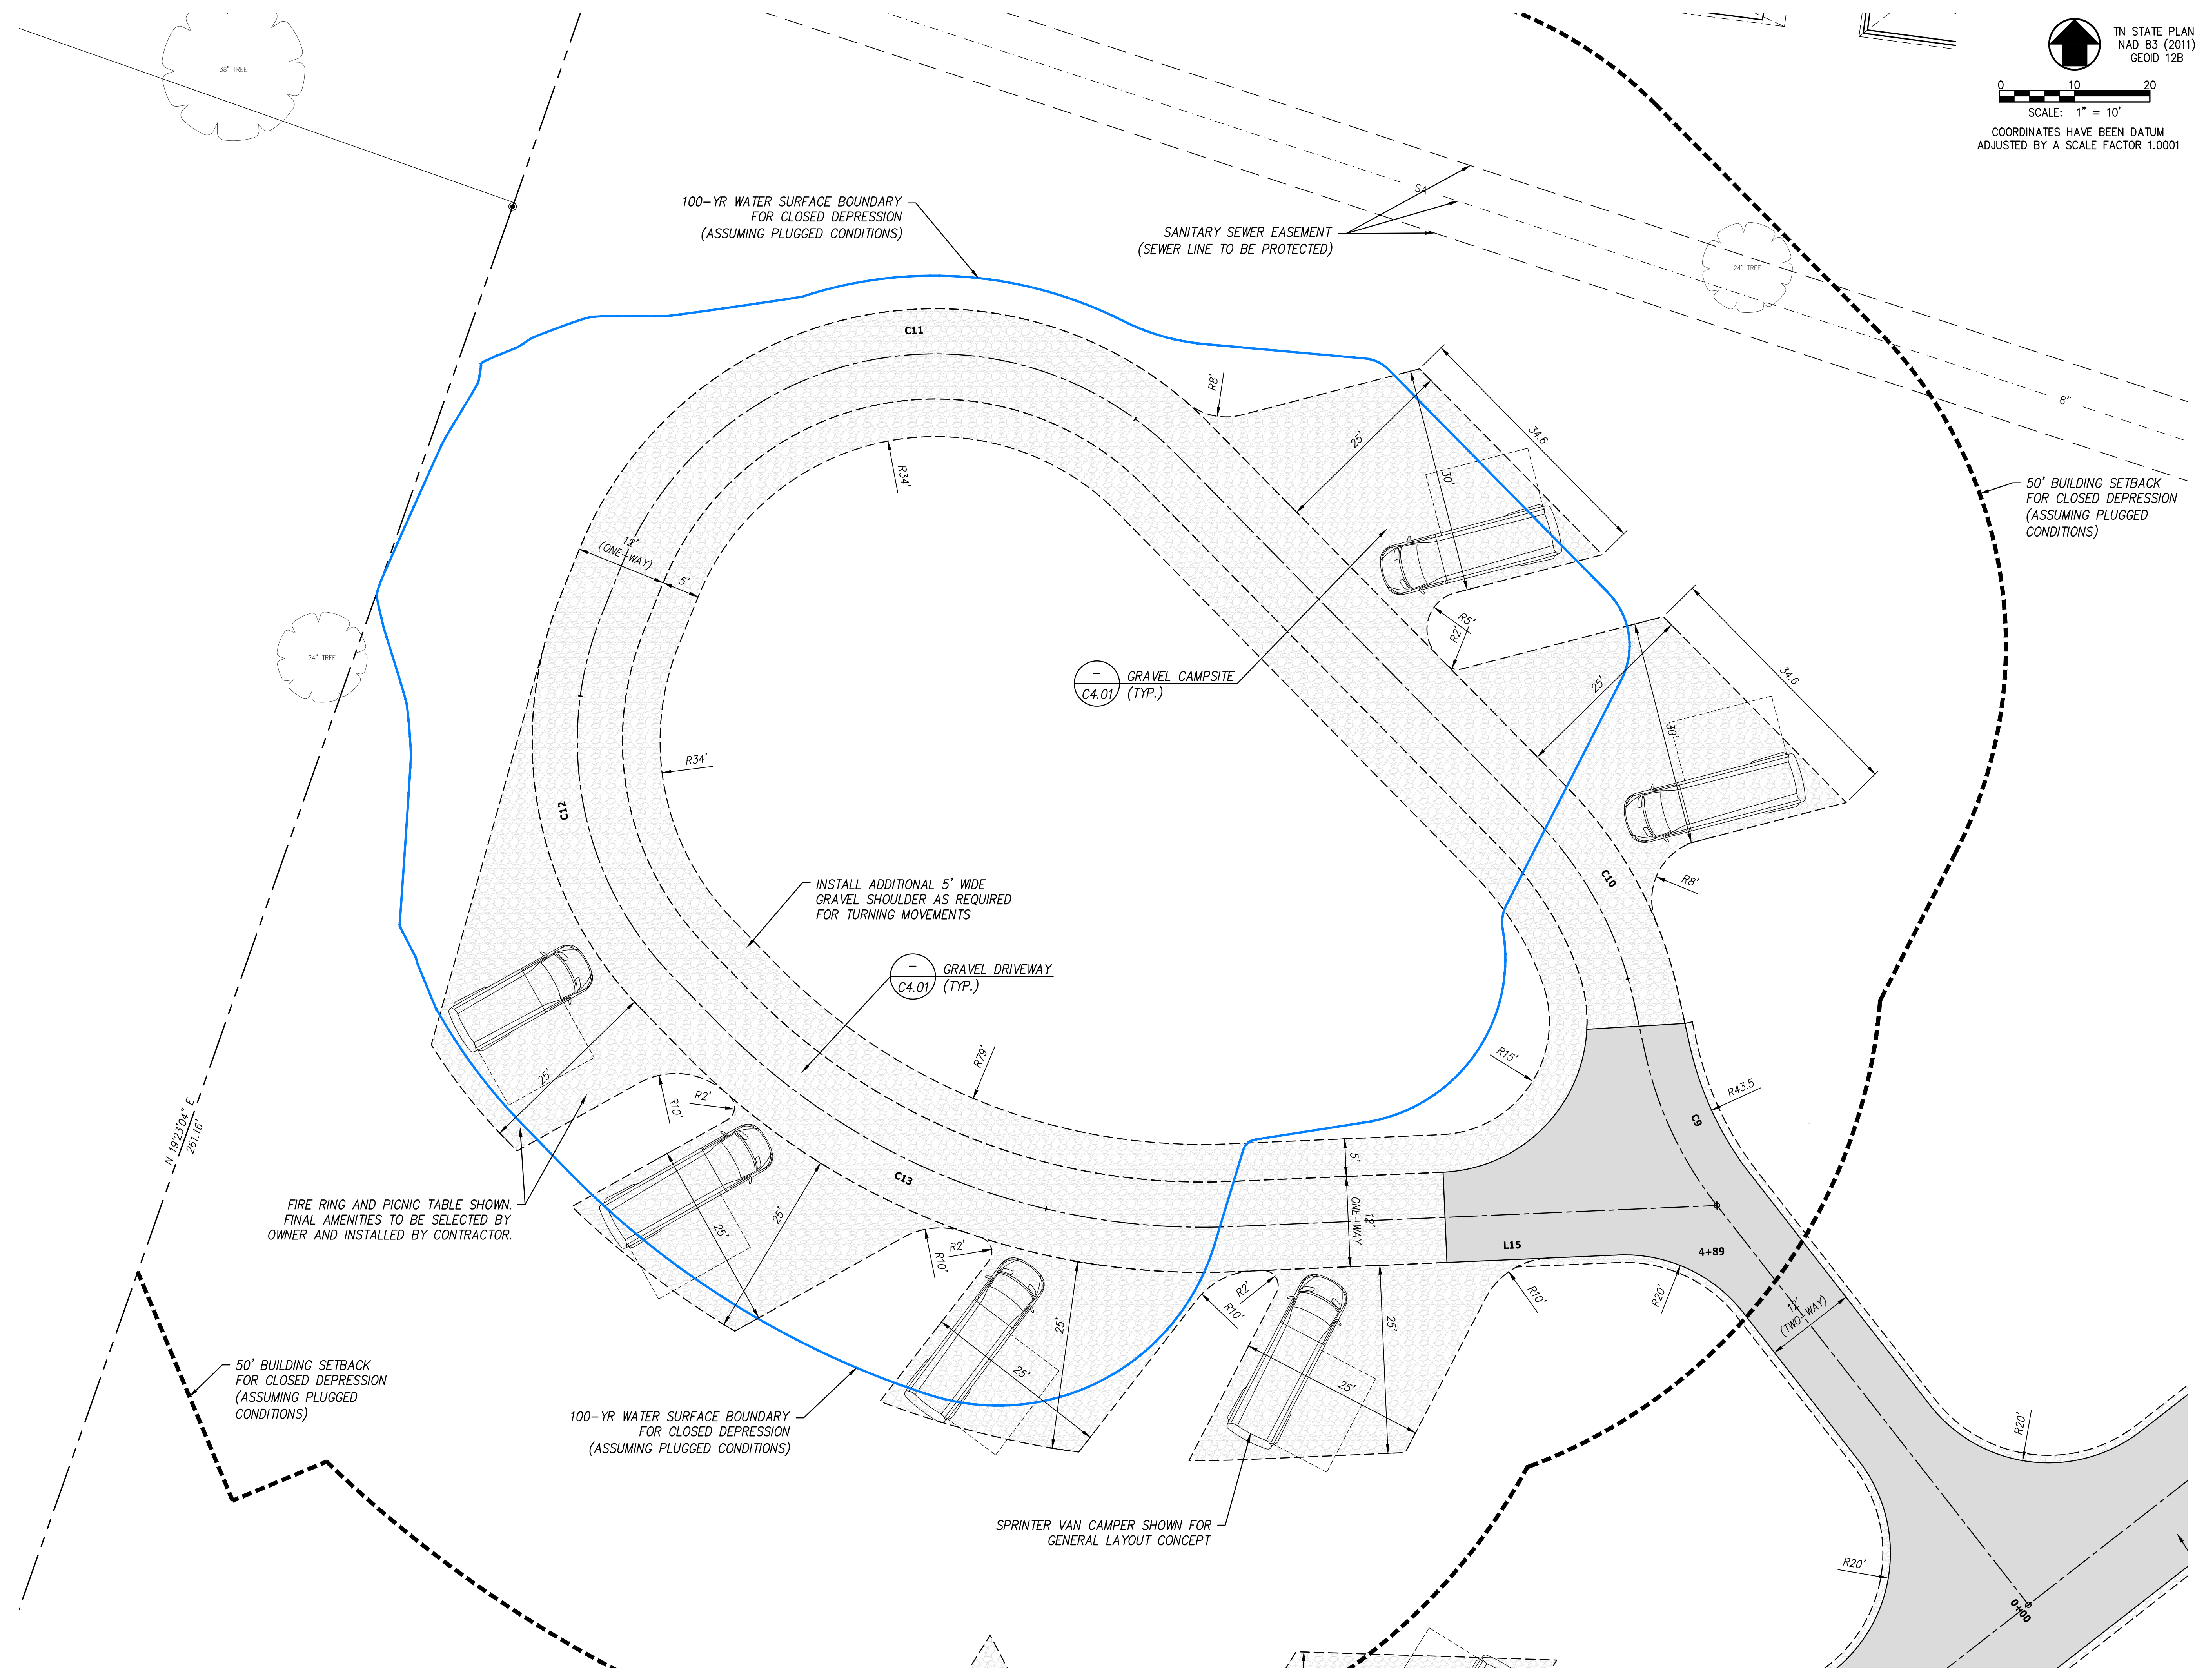 TN STATE PLAN
NAD 83 (2011)
GEOID 12B
0 10 20
SCALE: 1" = 10'
COORDINATES HAVE BEEN DATUM
ADJUSTED BY A SCALE FACTOR 1.0001
38" TREE
100-YR WATER SURFACE BOUNDARY
FOR CLOSED DEPRESSION
(ASSUMING PLUGGED CONDITIONS)
SANITARY SEWER EASEMENT
(SEWER LINE TO BE PROTECTED)
SA
24" TREE
8"
C11
R8'
34.6
25'
30'
R34'
50' BUILDING SETBACK
FOR CLOSED DEPRESSION
(ASSUMING PLUGGED
CONDITIONS)
(ONE-WAY)
5'
24" TREE
R5'
R2'
GRAVEL CAMPSITE
C4.01
(TYP.)
34.6
25'
30'
R34'
C12
C10
R8'
INSTALL ADDITIONAL 5' WIDE
GRAVEL SHOULDER AS REQUIRED
FOR TURNING MOVEMENTS
GRAVEL DRIVEWAY
C4.01
(TYP.)
R79'
R15'
R43.5
C9
25'
R10'
R2'
N 19°23'04" E
261.16'
5'
12'
ONE-WAY
C13
FIRE RING AND PICNIC TABLE SHOWN.
FINAL AMENITIES TO BE SELECTED BY
OWNER AND INSTALLED BY CONTRACTOR.
25'
25'
R2'
R10'
L15
4+89
R2'
R10'
R10'
R20'
12'
(TWO-WAY)
25'
25'
25'
25'
50' BUILDING SETBACK
FOR CLOSED DEPRESSION
(ASSUMING PLUGGED
CONDITIONS)
100-YR WATER SURFACE BOUNDARY
FOR CLOSED DEPRESSION
(ASSUMING PLUGGED CONDITIONS)
R20'
SPRINTER VAN CAMPER SHOWN FOR
GENERAL LAYOUT CONCEPT
R20'
0+00